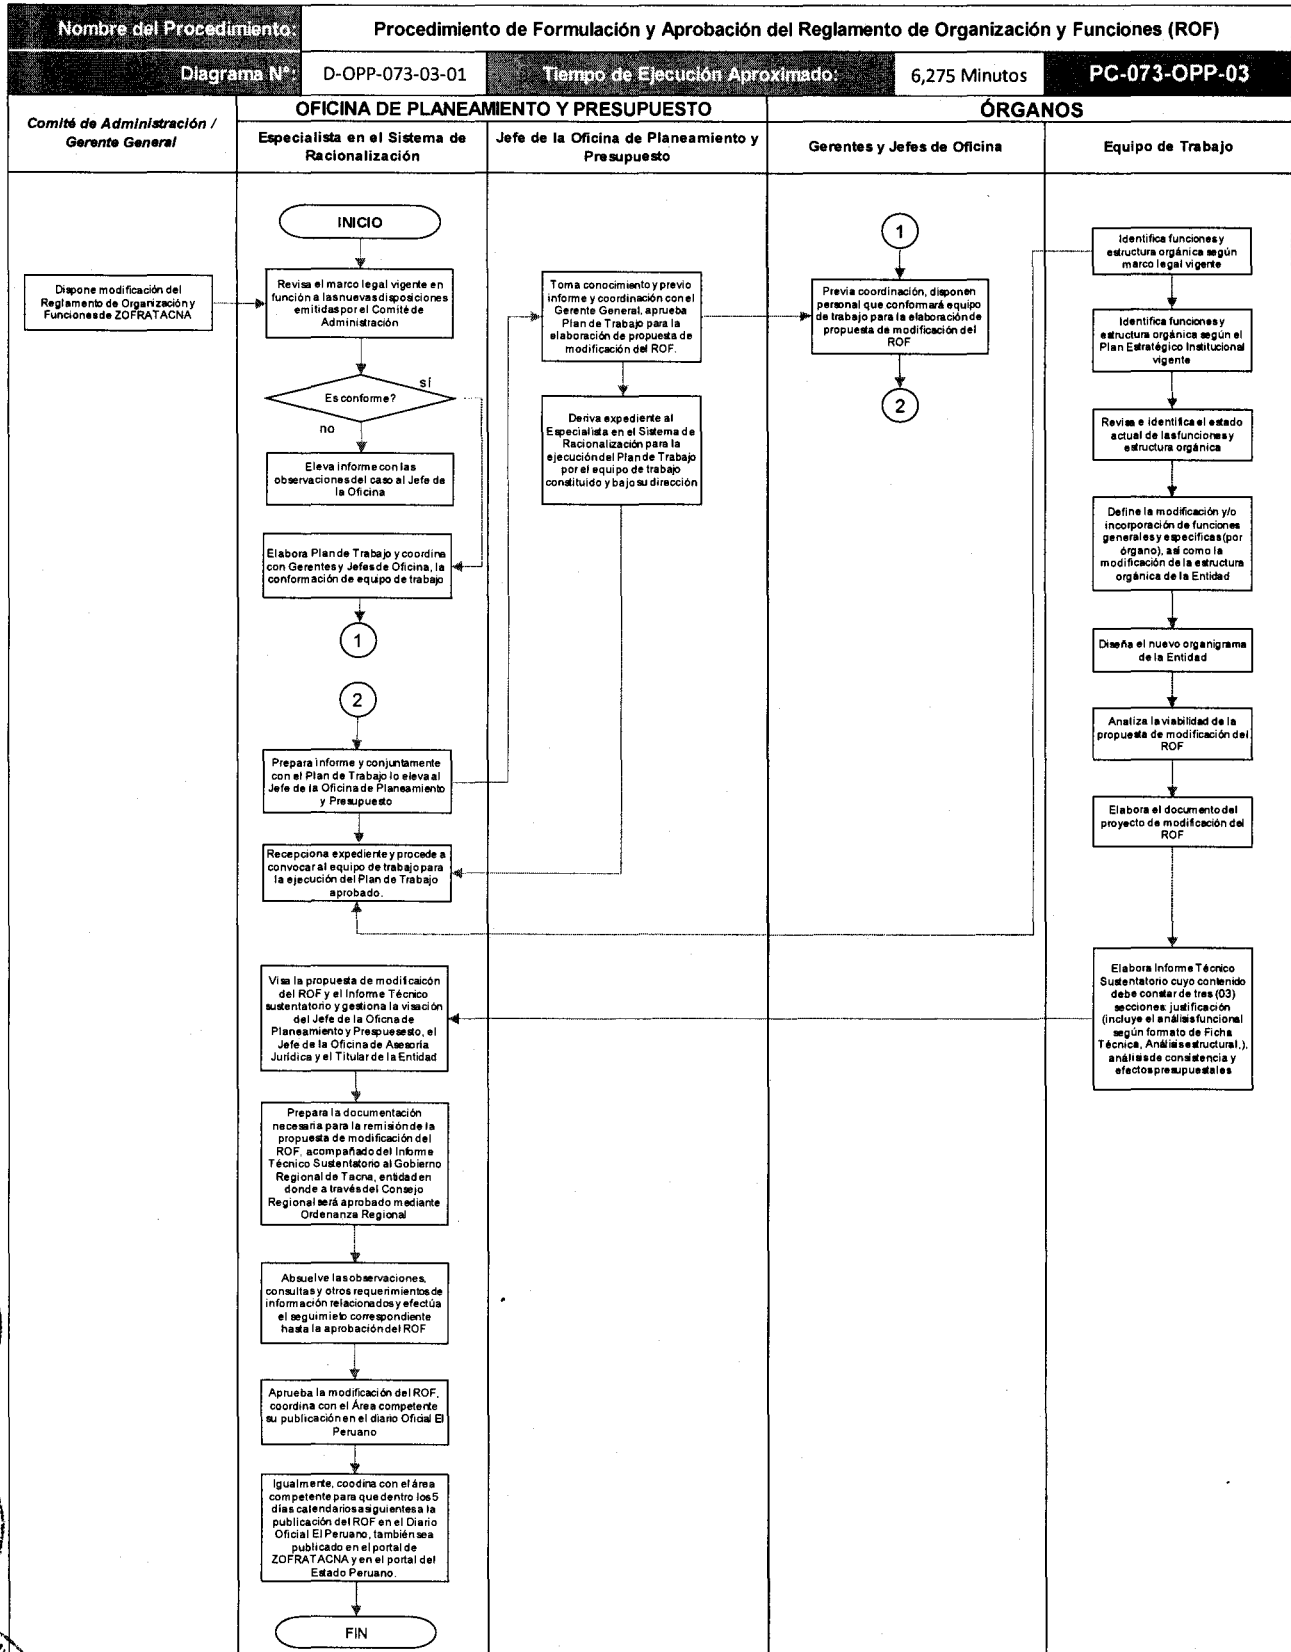 Nombre del Procedimiento:
Procedimiento de Formulación y Aprobación del Reglamento de Organización y Funciones (ROF)
Diagrama N°:
D-OPP-073-03-01
Tiempo de Ejecución Aproximado:
6,275 Minutos
PC-073-OPP-03
Comité de Administración /
Gerente General
OFICINA DE PLANEAMIENTO Y PRESUPUESTO
ÓRGANOS
Especialista en el Sistema de
Racionalización
Jefe de la Oficina de Planeamiento y
Presupuesto
Gerentes y Jefes de Oficina
Equipo de Trabajo
Dispone modificación del
Reglamento de Organización y
Funciones de ZOFRATACNA
INICIO
Revisa el marco legal vigente en
función a las nuevas disposiciones
emitidas por el Comité de
Administración
Es conforme?
sí
no
Eleva informe con las
observaciones del caso al Jefe de
la Oficina
Elabora Plan de Trabajo y coordina
con Gerentes y Jefes de Oficina, la
conformación de equipo de trabajo
1
2
Prepara informe y conjuntamente
con el Plan de Trabajo lo eleva al
Jefe de la Oficina de Planeamiento
y Presupuesto
Recepciona expediente y procede a
convocar al equipo de trabajo para
la ejecución del Plan de Trabajo
aprobado.
Visa la propuesta de modificaicón
del ROF y el Informe Técnico
sustentatorio y gestiona la visación
del Jefe de la Oficna de
Planeamiento y Prespuesesto, el
Jefe de la Oficina de Asesoría
Jurídica y el Titular de la Entidad
Prepara la documentación
necesaria para la remisión de la
propuesta de modificación del
ROF, acompañado del Informe
Técnico Sustentatorio al Gobierno
Regional de Tacna, entidad en
donde a través del Consejo
Regional será aprobado mediante
Ordenanza Regional
Absuelve las observaciones,
consultas y otros requerimientos de
información relacionados y efectúa
el seguimieto correspondiente
hasta la aprobación del ROF
Aprueba la modificación del ROF,
coordina con el Área competente
su publicación en el diario Oficial El
Peruano
Igualmente, coodina con el área
competente para que dentro los 5
días calendarios asiguientes a la
publicación del ROF en el Diario
Oficial El Peruano, también sea
publicado en el portal de
ZOFRATACNA y en el portal del
Estado Peruano.
FIN
Toma conocimiento y previo
informe y coordinación con el
Gerente General, aprueba
Plan de Trabajo para la
elaboración de propuesta de
modificación del ROF.
Deriva expediente al
Especialista en el Sistema de
Racionalización para la
ejecución del Plan de Trabajo
por el equipo de trabajo
constituido y bajo su dirección
1
Previa coordinación, disponen
personal que conformará equipo
de trabajo para la elaboración de
propuesta de modificación del
ROF
2
Identifica funciones y
estructura orgánica según
marco legal vigente
Identifica funciones y
estructura orgánica según el
Plan Estratégico Institucional
vigente
Revisa e identifica el estado
actual de las funciones y
estructura orgánica
Define la modificación y/o
incorporación de funciones
generales y específicas (por
órgano), así como la
modificación de la estructura
orgánica de la Entidad
Diseña el nuevo organigrama
de la Entidad
Analiza la viabilidad de la
propuesta de modificación del
ROF
Elabora el documento del
proyecto de modificación del
ROF
Elabora Informe Técnico
Sustentatorio cuyo contenido
debe constar de tres (03)
secciones: justificación
(incluye el análisis funcional
según formato de Ficha
Técnica, Análisis estructural,),
análisis de consistencia y
efectos presupuestales